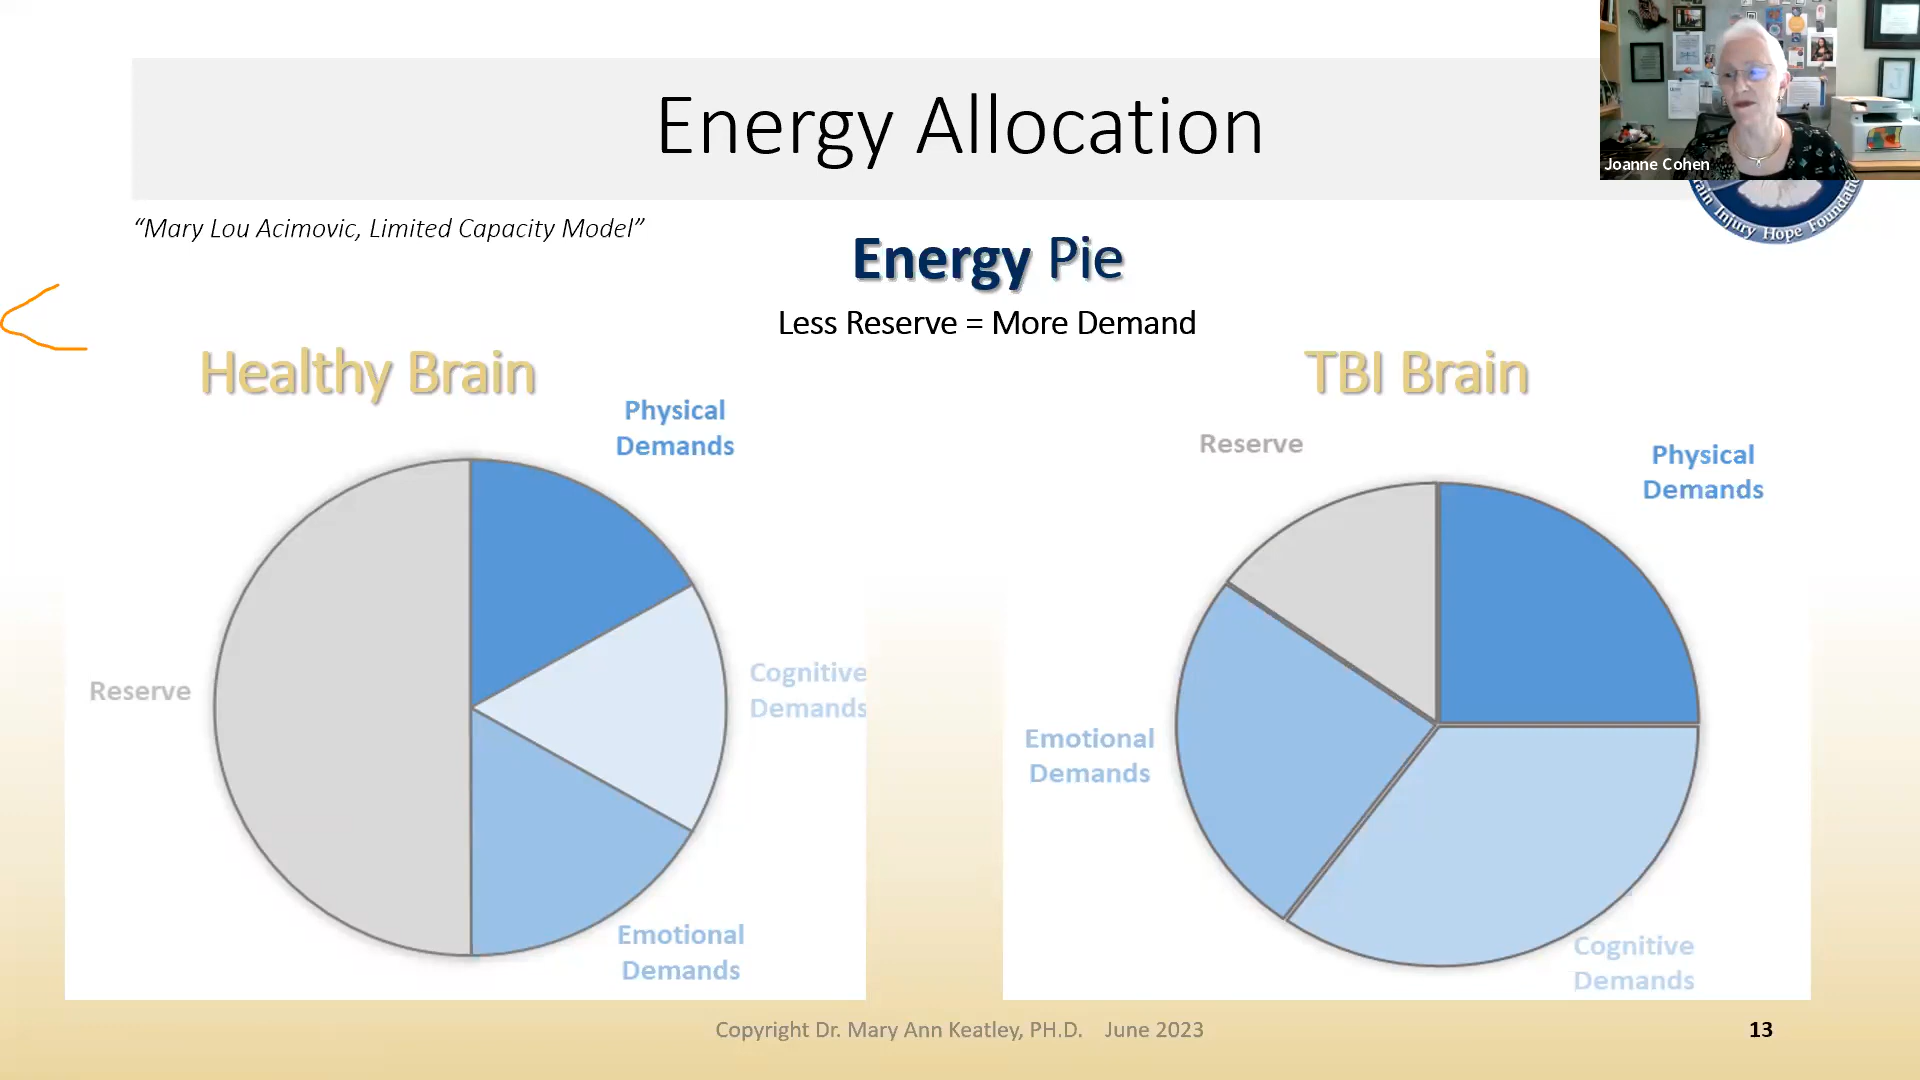 Energy Allocation
Joanne Cohen
“Mary Lou Acimovic, Limited Capacity Model”
Injury Hope
Energy Pie
Less Reserve = More Demand
Healthy Brain
TBI Brain
Physical
Demands
Reserve
Cognitive
Demands
Emotional
Demands
Reserve
Physical
Demands
Emotional
Demands
Cognitive
Demands
Copyright Dr. Mary Ann Keatley, PH.D. June 2023
13